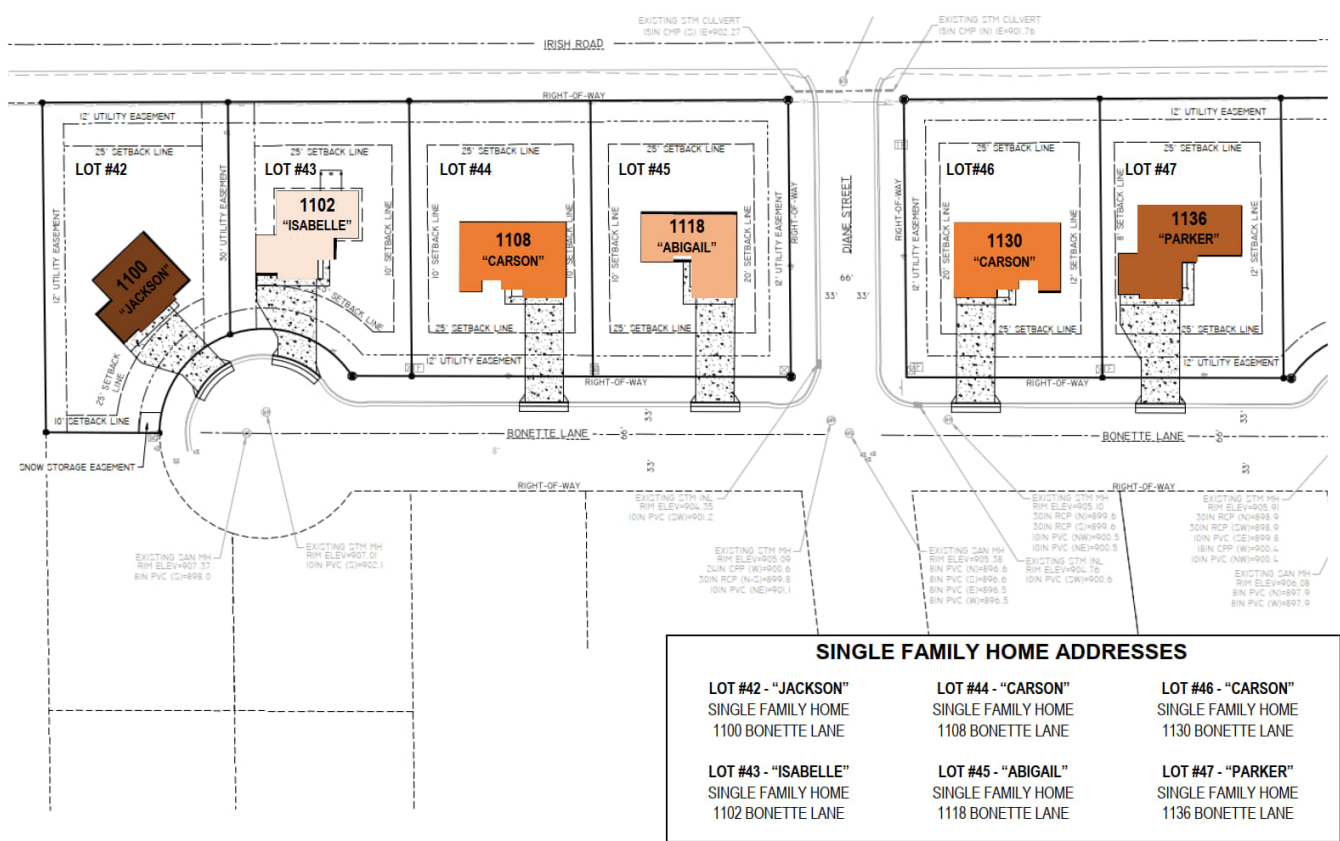 EXISTING STM CULVERT
15IN CMP (S) IE=902.27
EXISTING STM CULVERT
15IN CMP (N) IE=901.76
IRISH ROAD
RIGHT-OF-WAY
12' UTILITY EASEMENT
12' UTILITY EASEMENT
25' SETBACK LINE
25' SETBACK LINE
25' SETBACK LINE
25' SETBACK LINE
25' SETBACK LINE
25' SETBACK LINE
LOT #42
LOT #43
LOT #44
LOT #45
LOT#46
LOT #47
12' UTILITY EASEMENT
30' UTILITY EASEMENT
10' SETBACK LINE
10' SETBACK LINE
10' SETBACK LINE
10' SETBACK LINE
20' SETBACK LINE
12' UTILITY EASEMENT
RIGHT-OF-WAY
DIANE STREET
66'
33'
33'
RIGHT-OF-WAY
12' UTILITY EASEMENT
20' SETBACK LINE
12' SETBACK LINE
8' SETBACK LINE
1100
"JACKSON"
1102
"ISABELLE"
1108
"CARSON"
1118
"ABIGAIL"
1130
"CARSON"
1136
"PARKER"
25' SETBACK LINE
SETBACK LINE
25' SETBACK LINE
25' SETBACK LINE
25' SETBACK LINE
25' SETBACK LINE
12' UTILITY EASEMENT
12' UTILITY EASEMENT
RIGHT-OF-WAY
RIGHT-OF-WAY
10' SETBACK LINE
SNOW STORAGE EASEMENT
BONETTE LANE
33'
66'
33'
BONETTE LANE
33'
66'
33'
RIGHT-OF-WAY
RIGHT-OF-WAY
EXISTING SAN MH
RIM ELEV=907.37
8IN PVC (S)=898.0
EXISTING STM MH
RIM ELEV=907.01
10IN PVC (S)=902.1
EXISTING STM INL
RIM ELEV=904.35
10IN PVC (SW)=901.2
EXISTING STM MH
RIM ELEV=905.09
24IN CPP (W)=900.6
30IN RCP (N-S)=899.8
10IN PVC (NE)=901.1
EXISTING SAN MH
RIM ELEV=905.38
8IN PVC (N)=896.6
8IN PVC (S)=896.6
8IN PVC (E)=896.5
8IN PVC (W)=896.5
EXISTING STM MH
RIM ELEV=905.10
30IN RCP (N)=899.6
30IN RCP (S)=899.6
10IN PVC (NW)=900.5
10IN PVC (NE)=900.5
EXISTING STM INL
RIM ELEV=904.76
10IN PVC (SW)=900.6
EXISTING STM MH
RIM ELEV=905.91
30IN RCP (N)=898.9
30IN RCP (SW)=898.9
10IN PVC (SE)=899.8
18IN CPP (W)=900.4
10IN PVC (NW)=900.4
EXISTING SAN MH
RIM ELEV=906.08
8IN PVC (N)=897.9
8IN PVC (W)=897.9
SINGLE FAMILY HOME ADDRESSES
LOT #42 - "JACKSON"
SINGLE FAMILY HOME
1100 BONETTE LANE
LOT #44 - "CARSON"
SINGLE FAMILY HOME
1108 BONETTE LANE
LOT #46 - "CARSON"
SINGLE FAMILY HOME
1130 BONETTE LANE
LOT #43 - "ISABELLE"
SINGLE FAMILY HOME
1102 BONETTE LANE
LOT #45 - "ABIGAIL"
SINGLE FAMILY HOME
1118 BONETTE LANE
LOT #47 - "PARKER"
SINGLE FAMILY HOME
1136 BONETTE LANE